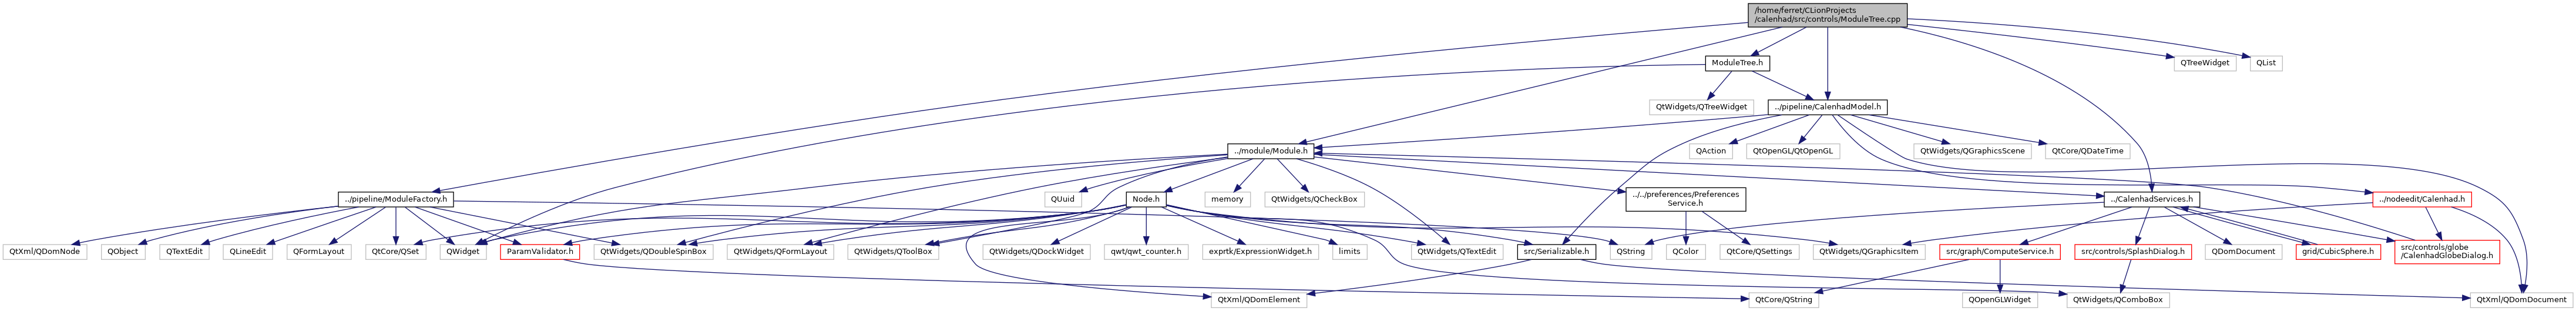 /home/ferret/CLionProjects
/calenhad/src/controls/ModuleTree.cpp
ModuleTree.h
QTreeWidget
QList
QtWidgets/QTreeWidget
../pipeline/CalenhadModel.h
../module/Module.h
QAction
QtOpenGL/QtOpenGL
QtWidgets/QGraphicsScene
QtCore/QDateTime
../pipeline/ModuleFactory.h
QUuid
Node.h
memory
QtWidgets/QCheckBox
../../preferences/Preferences
Service.h
../CalenhadServices.h
../nodeedit/Calenhad.h
QtXml/QDomNode
QObject
QTextEdit
QLineEdit
QFormLayout
QtCore/QSet
QWidget
ParamValidator.h
QtWidgets/QDoubleSpinBox
QtWidgets/QFormLayout
QtWidgets/QToolBox
QtWidgets/QDockWidget
qwt/qwt_counter.h
exprtk/ExpressionWidget.h
limits
QtWidgets/QTextEdit
src/Serializable.h
QString
QColor
QtCore/QSettings
QtWidgets/QGraphicsItem
src/graph/ComputeService.h
src/controls/SplashDialog.h
QDomDocument
grid/CubicSphere.h
src/controls/globe
/CalenhadGlobeDialog.h
QtXml/QDomElement
QtCore/QString
QOpenGLWidget
QtWidgets/QComboBox
QtXml/QDomDocument